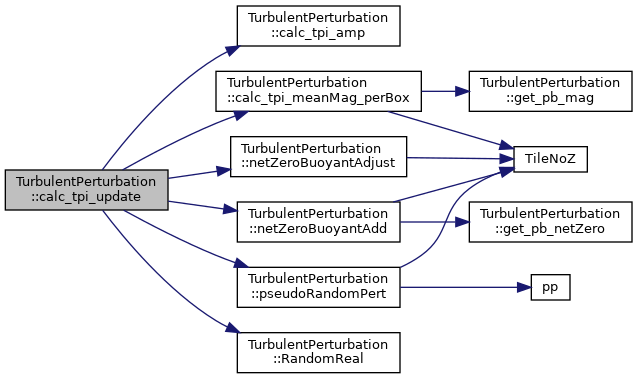 TurbulentPerturbation
::calc_tpi_update
TurbulentPerturbation
::calc_tpi_amp
TurbulentPerturbation
::calc_tpi_meanMag_perBox
TurbulentPerturbation
::netZeroBuoyantAdjust
TurbulentPerturbation
::netZeroBuoyantAdd
TurbulentPerturbation
::pseudoRandomPert
TurbulentPerturbation
::RandomReal
TurbulentPerturbation
::get_pb_mag
TileNoZ
TurbulentPerturbation
::get_pb_netZero
pp